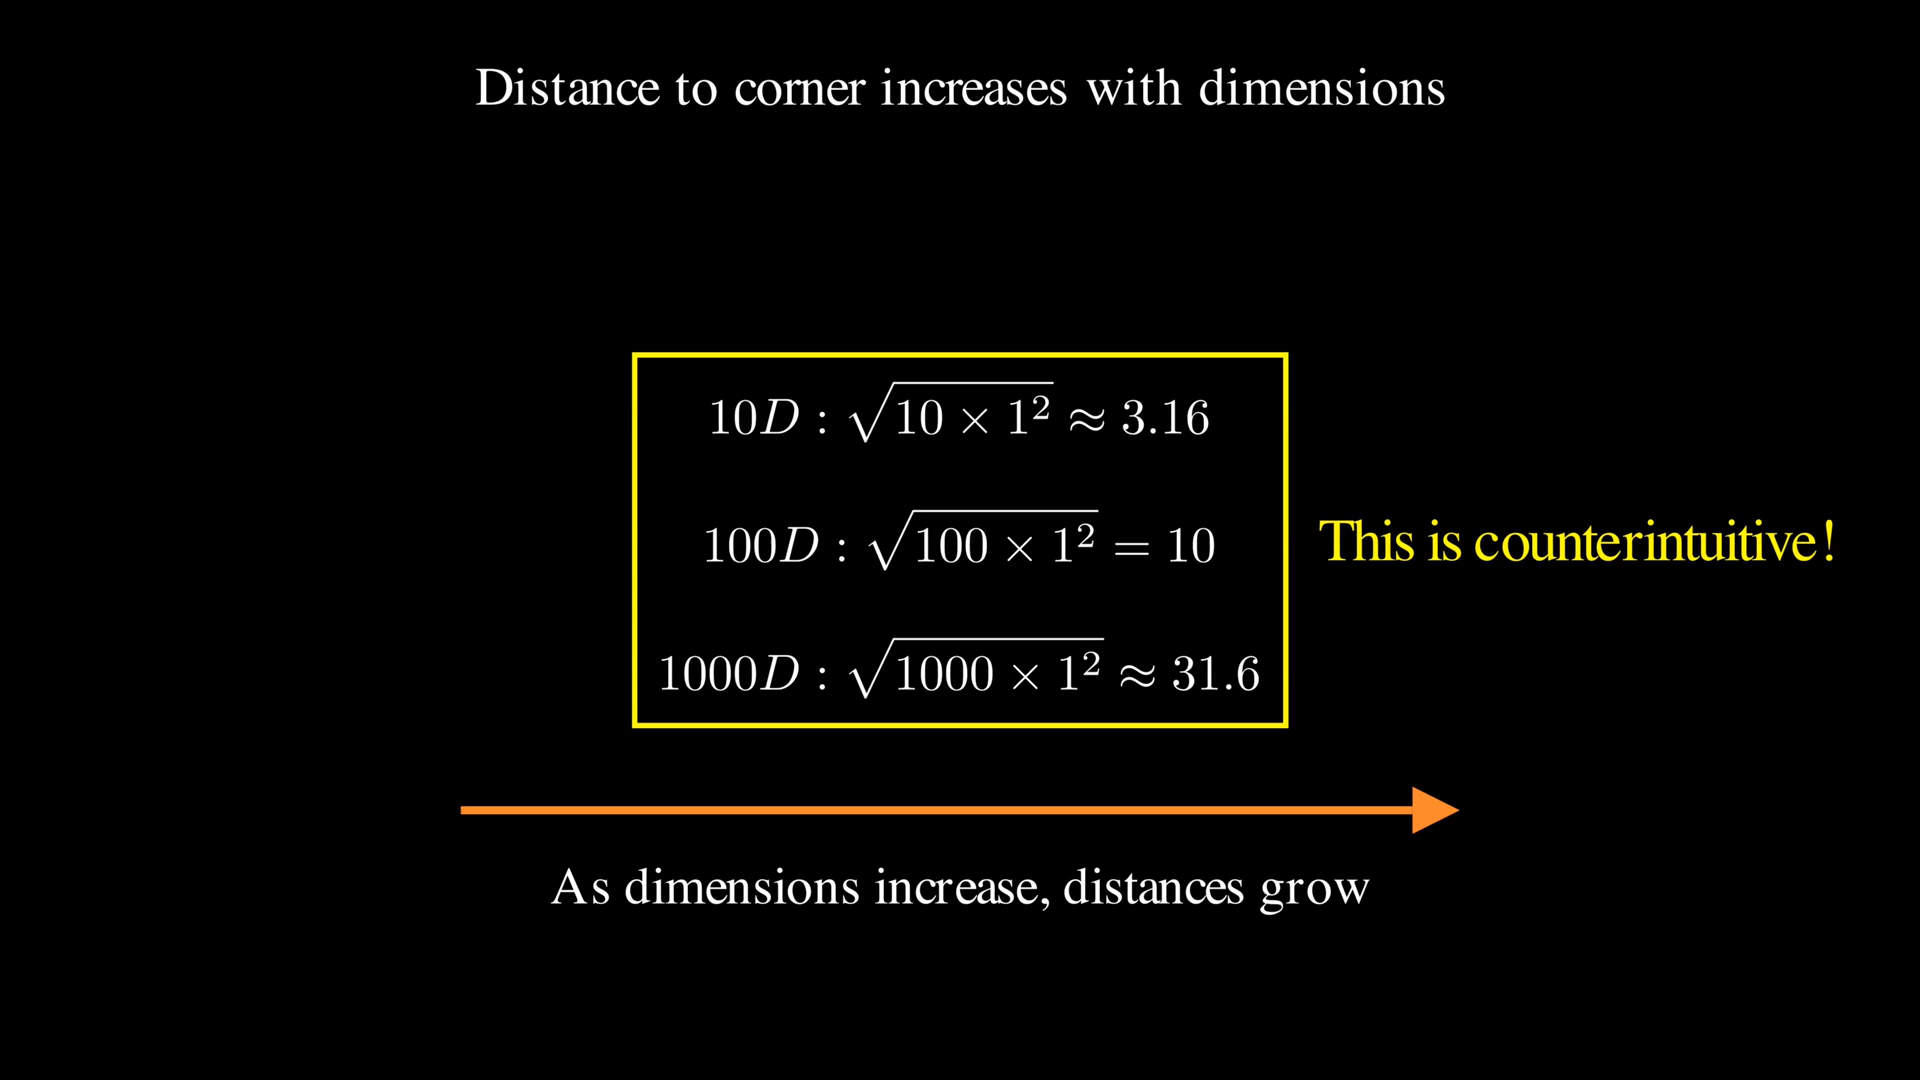 Distance to corner increases with dimensions
10D : √10 × 1² ≈ 3.16
100D : √100 × 1² = 10
This is counterintuitive!
1000D : √1000 × 1² ≈ 31.6
As dimensions increase, distances grow